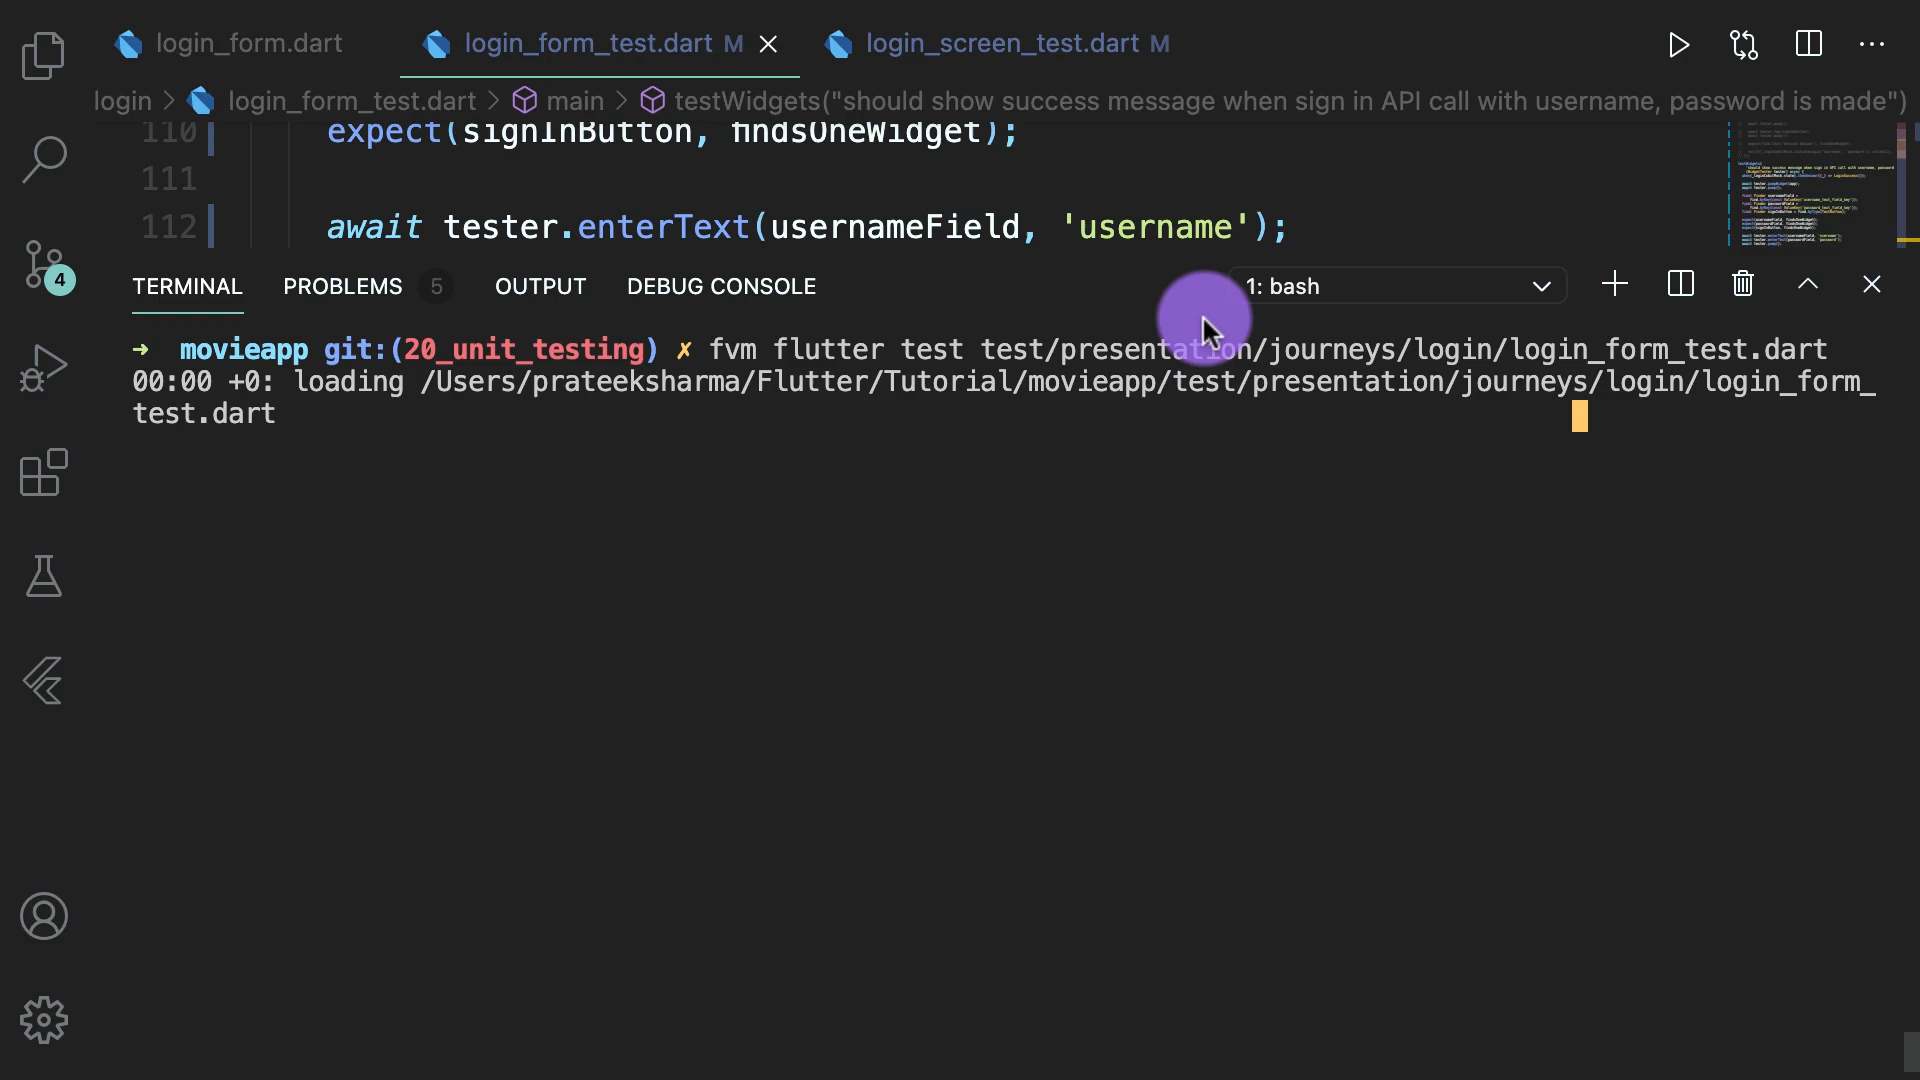 login_form.dart
login_form_test.dart M
login_screen_test.dart M
login > login_form_test.dart > main > testWidgets("should show success message when sign in API call with username, password is made")
110 expect(signInButton, findsOneWidget);
111
112 await tester.enterText(usernameField, 'username');
4
TERMINAL PROBLEMS 5 OUTPUT DEBUG CONSOLE 1: bash
→ movieapp git:(20_unit_testing) ✗ fvm flutter test test/presentation/journeys/login/login_form_test.dart
00:00 +0: loading /Users/prateeksharma/Flutter/Tutorial/movieapp/test/presentation/journeys/login/login_form_
test.dart